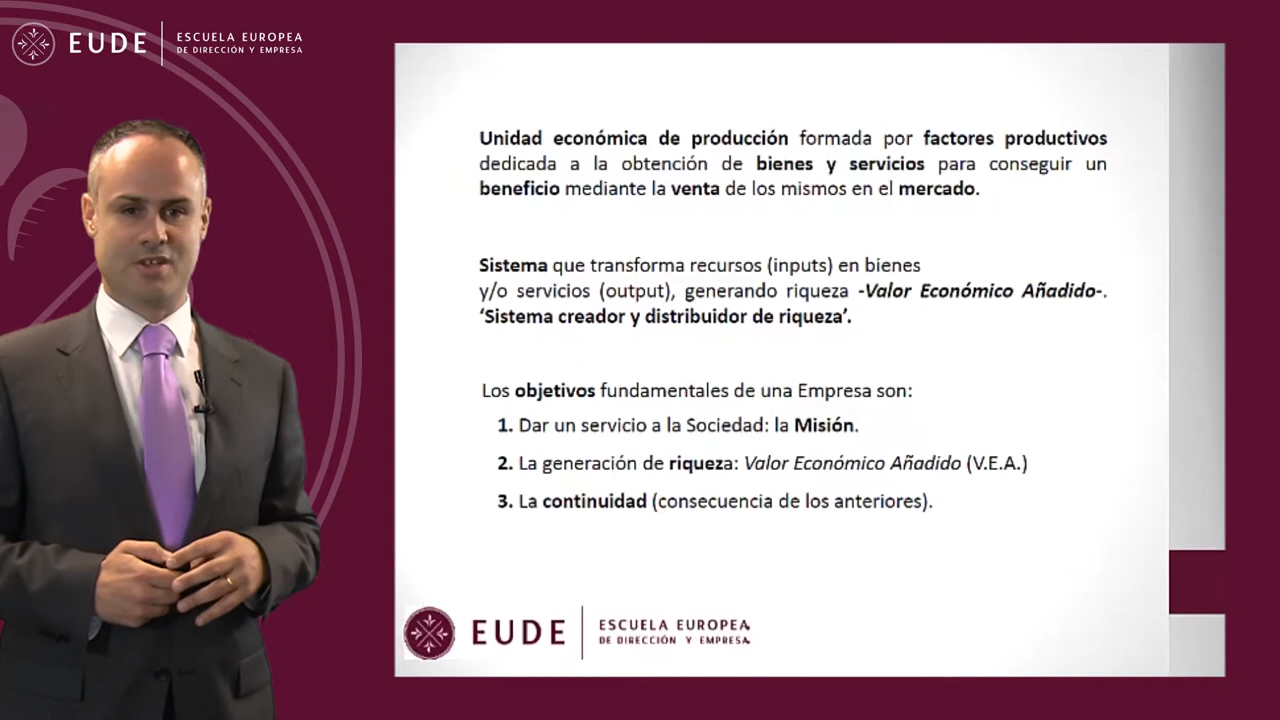 EUDE
ESCUELA EUROPEA
DE DIRECCIÓN Y EMPRESA
Unidad económica de producción formada por factores productivos
dedicada a la obtención de bienes y servicios para conseguir un
beneficio mediante la venta de los mismos en el mercado.
Sistema que transforma recursos (inputs) en bienes
y/o servicios (output), generando riqueza -Valor Económico Añadido-.
‘Sistema creador y distribuidor de riqueza’.
Los objetivos fundamentales de una Empresa son:
1. Dar un servicio a la Sociedad: la Misión.
2. La generación de riqueza: Valor Económico Añadido (V.E.A.)
3. La continuidad (consecuencia de los anteriores).
EUDE
ESCUELA EUROPEA
DE DIRECCIÓN Y EMPRESA